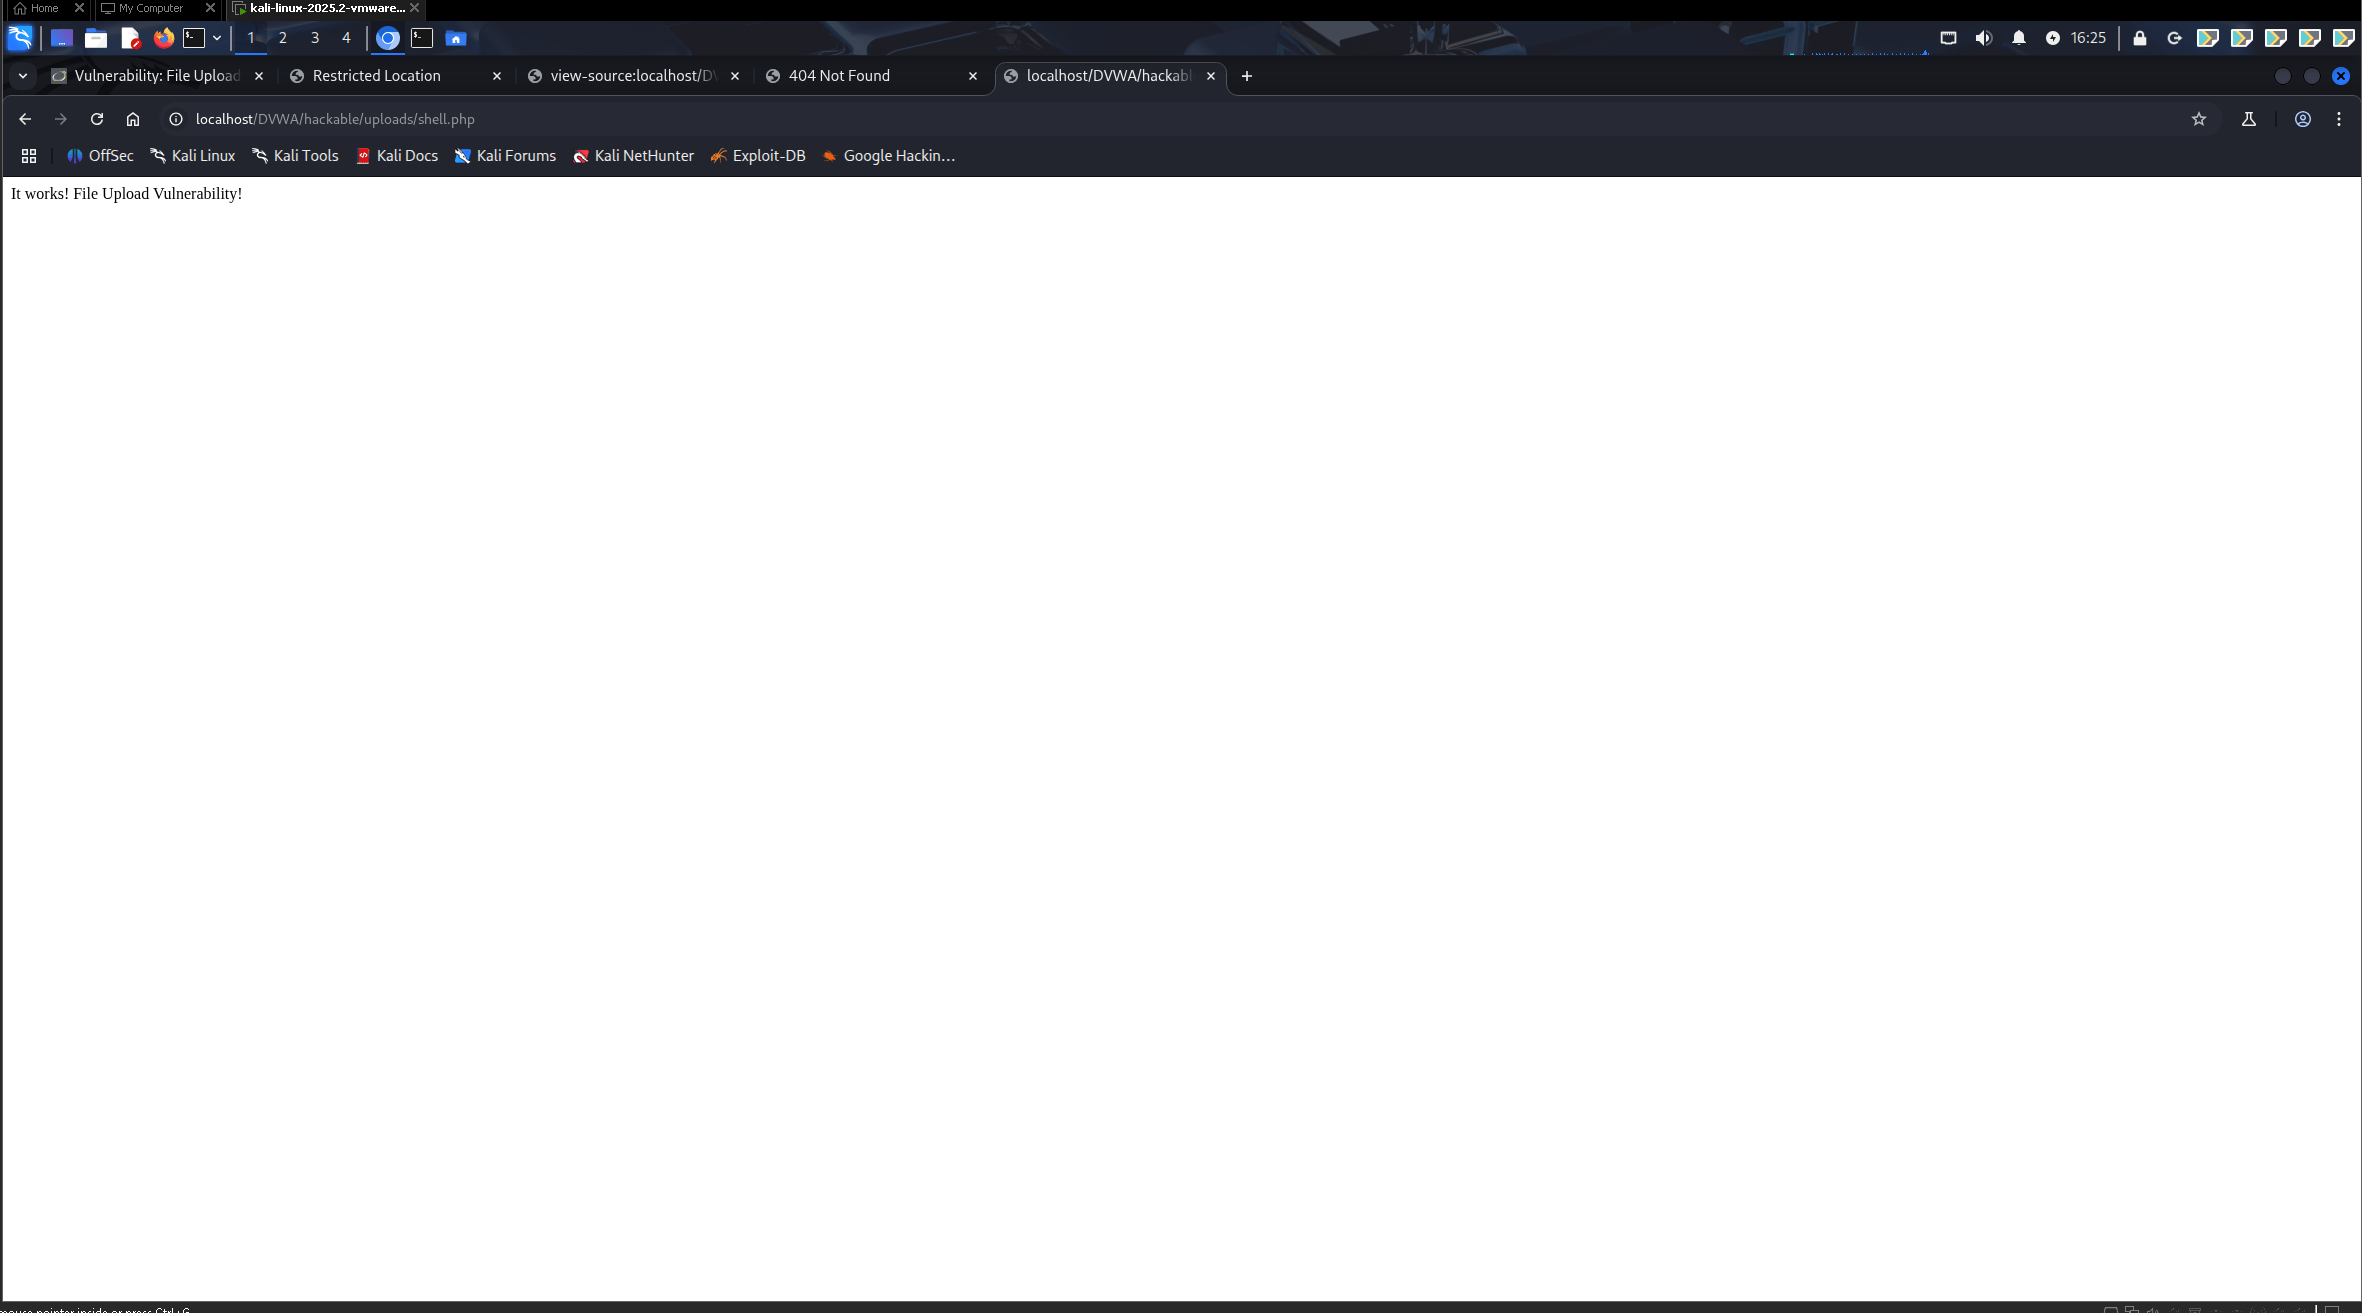 Home My Computer kali-linux-2025.2-vmware...
1 2 3 4 16:25
Vulnerability: File Upload Restricted Location view-source:localhost/DV 404 Not Found localhost/DVWA/hackabl
localhost/DVWA/hackable/uploads/shell.php
OffSec Kali Linux Kali Tools Kali Docs Kali Forums Kali NetHunter Exploit-DB Google Hackin...
It works! File Upload Vulnerability!
mouse pointer inside or press Ctrl+G